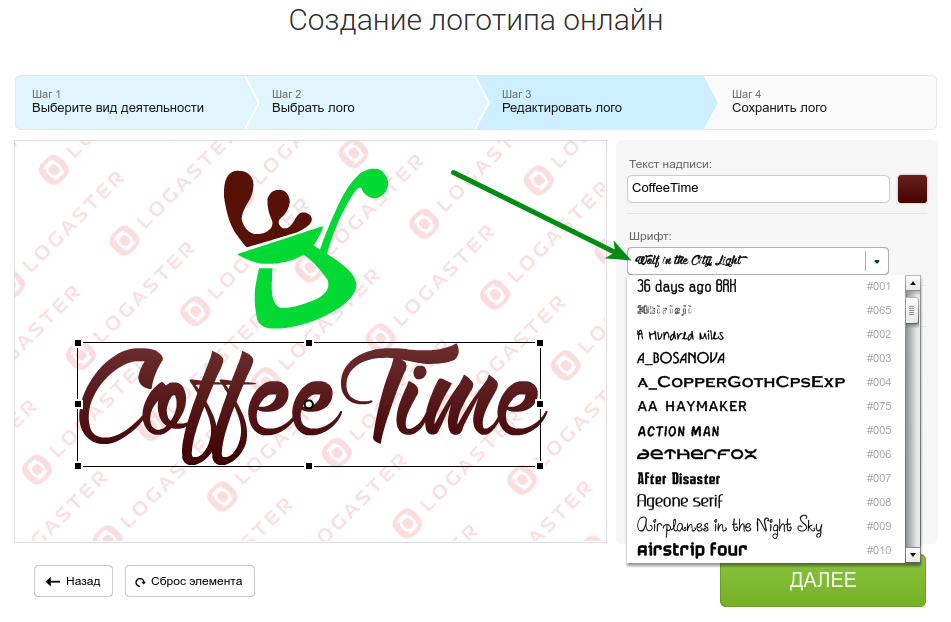 Создание логотипа онлайн
Шаг 1
Выберите вид деятельности
Шаг 2
Выбрать лого
Шаг 3
Редактировать лого
Шаг 4
Сохранить лого
LOGASTER
CoffeeTime
Текст надписи:
CoffeeTime
Шрифт:
Wolf in the City Light
36 days ago BRK #001
#065
A Hundred Miles #002
A_BOSANOVA #003
A_COPPERGOTHCPSEXP #004
AA HAYMAKER #075
ACTION MAN #005
aetherfox #006
After Disaster #007
Ageone serif #008
Airplanes in the Night Sky #009
Airstrip Four #010
Назад
Сброс элемента
ДАЛЕЕ